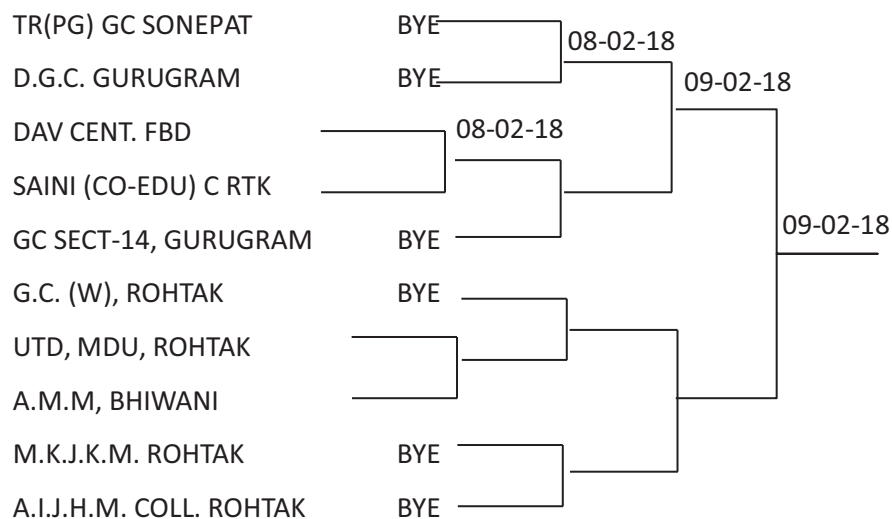 TR(PG) GC SONEPAT BYE
08-02-18
D.G.C. GURUGRAM BYE
09-02-18
DAV CENT. FBD
08-02-18
SAINI (CO-EDU) C RTK
GC SECT-14, GURUGRAM BYE
09-02-18
G.C. (W), ROHTAK BYE
UTD, MDU, ROHTAK
A.M.M, BHIWANI
M.K.J.K.M. ROHTAK BYE
A.I.J.H.M. COLL. ROHTAK BYE